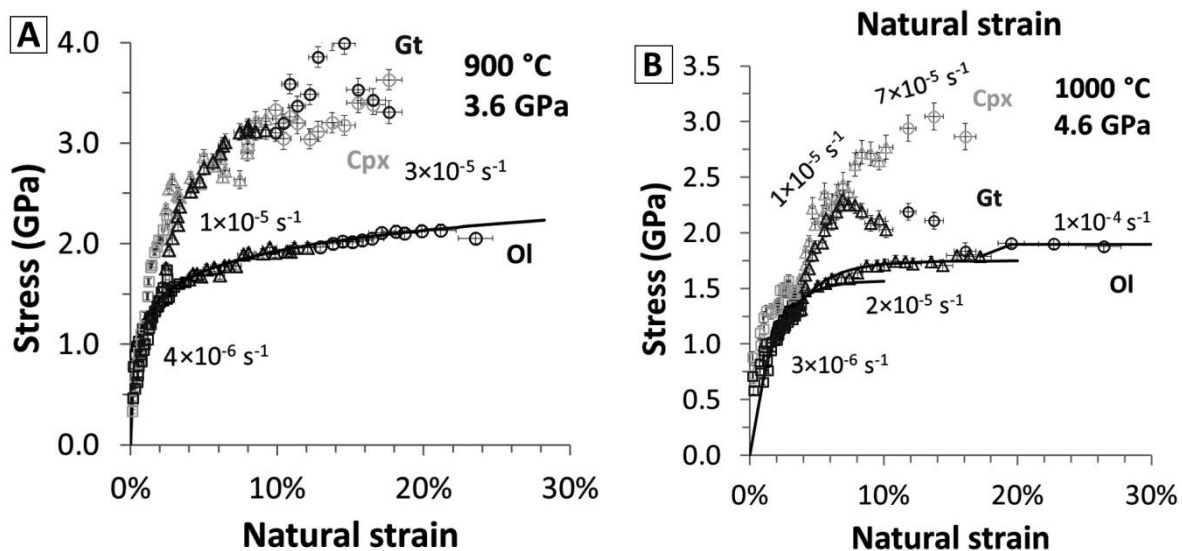 A
Stress (GPa)
4.0
3.0
2.0
1.0
0.0
0%
10%
20%
30%
Natural strain
Gt
900 °C
3.6 GPa
Cpx
3×10⁻⁵ s⁻¹
1×10⁻⁵ s⁻¹
Ol
4×10⁻⁶ s⁻¹
Natural strain
B
Stress (GPa)
3.5
3.0
2.5
2.0
1.5
1.0
0.5
0.0
0%
10%
20%
30%
Natural strain
7×10⁻⁵ s⁻¹
Cpx
1000 °C
4.6 GPa
1×10⁻⁵ s⁻¹
Gt
1×10⁻⁴ s⁻¹
Ol
2×10⁻⁵ s⁻¹
3×10⁻⁶ s⁻¹